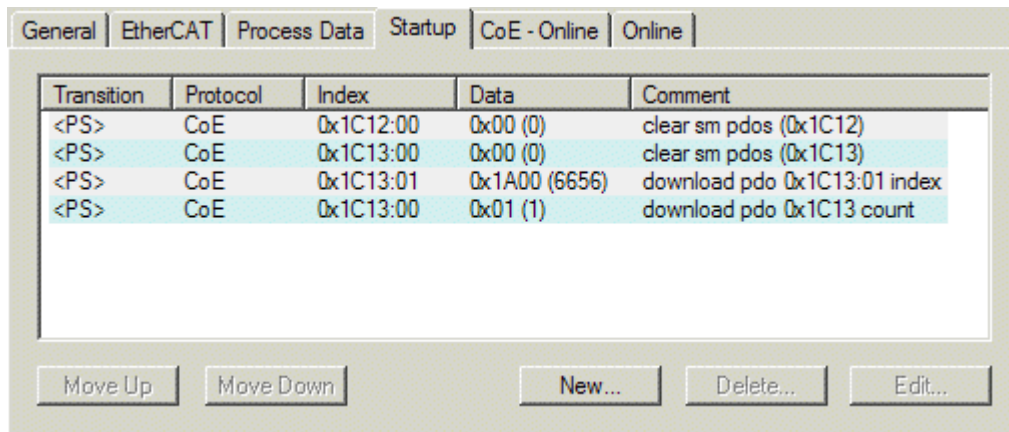 General EtherCAT Process Data Startup CoE - Online Online
Transition Protocol Index Data Comment
<PS> CoE 0x1C12:00 0x00 (0) clear sm pdos (0x1C12)
<PS> CoE 0x1C13:00 0x00 (0) clear sm pdos (0x1C13)
<PS> CoE 0x1C13:01 0x1A00 (6656) download pdo 0x1C13:01 index
<PS> CoE 0x1C13:00 0x01 (1) download pdo 0x1C13 count
Move Up Move Down New... Delete... Edit...